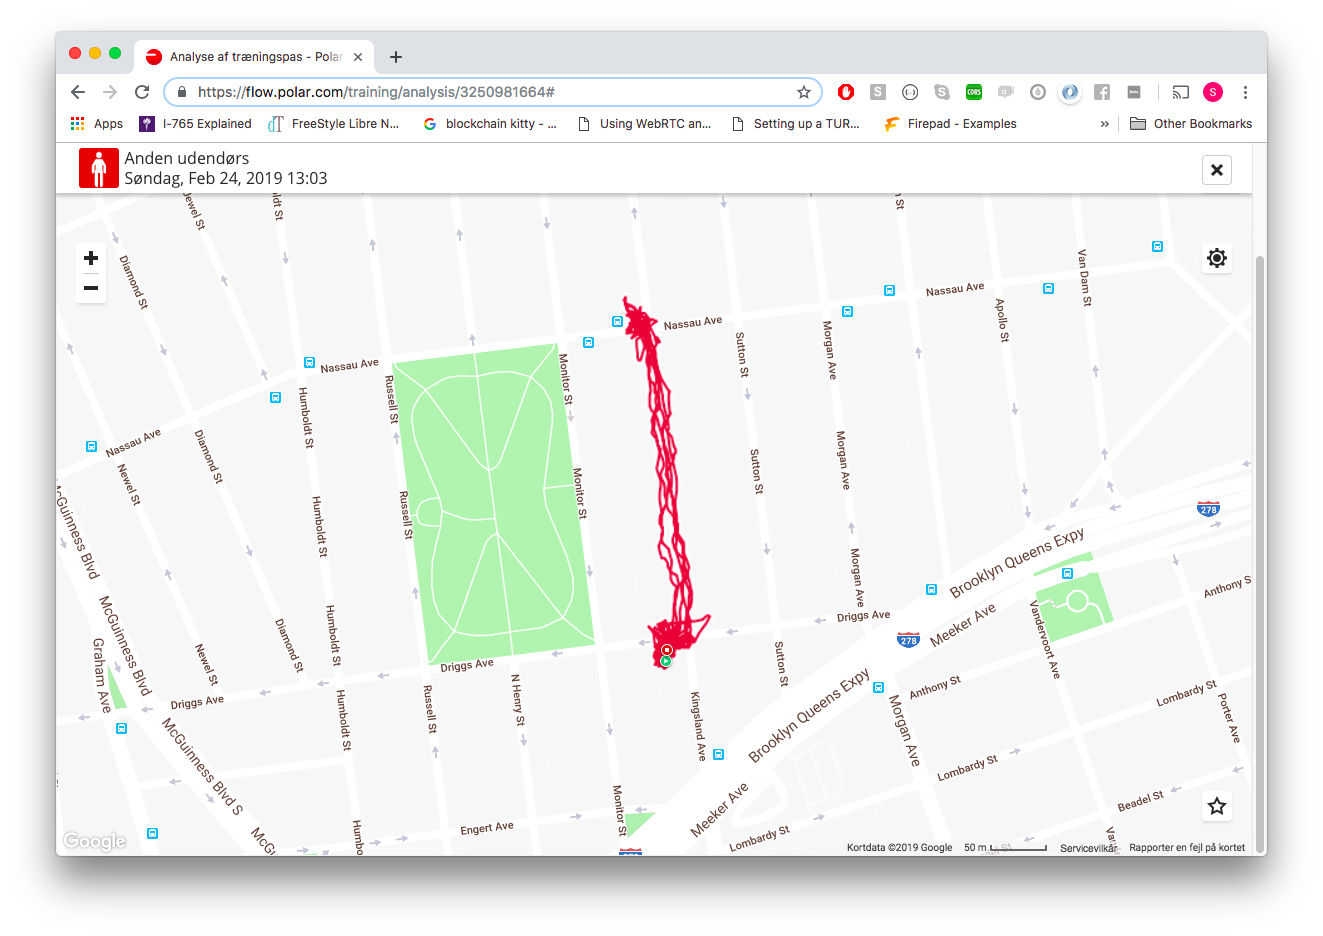 Analyse af træningspas - Polar
https://flow.polar.com/training/analysis/3250981664#
S
CORS
S
Apps
I-765 Explained
FreeStyle Libre N...
blockchain kitty - ...
Using WebRTC an...
Setting up a TUR...
Firepad - Examples
»
Other Bookmarks
Anden udendørs
Søndag, Feb 24, 2019 13:03
Jewel St
Humboldt St
Diamond St
Van Dam St
Nassau Ave
Apollo St
Nassau Ave
Sutton St
Morgan Ave
Nassau Ave
Monitor St
Russell St
Humboldt St
Nassau Ave
Diamond St
Newel St
Sutton St
Morgan Ave
Monitor St
Russell St
Humboldt St
McGuinness Blvd
278
Brooklyn Queens Expy
Morgan Ave
Anthony S
McGuinness Blvd
Humboldt St
Driggs Ave
Meeker Ave
278
Vandervoort Ave
Graham Ave
Newel St
Diamond St
Driggs Ave
Sutton St
Anthony St
Driggs Ave
Russell St
N Henry St
Humboldt St
Kingsland Ave
Brooklyn Queens Expy
Morgan Ave
Lombardy St
Porter Ave
McGuinness Blvd S
Lombardy St
Monitor St
Meeker Ave
Beadel St
Engert Ave
Lombardy St
McGu
Humbo
Van
Google
Kortdata ©2019 Google
50 m
Servicevilkår
Rapporter en fejl på kortet